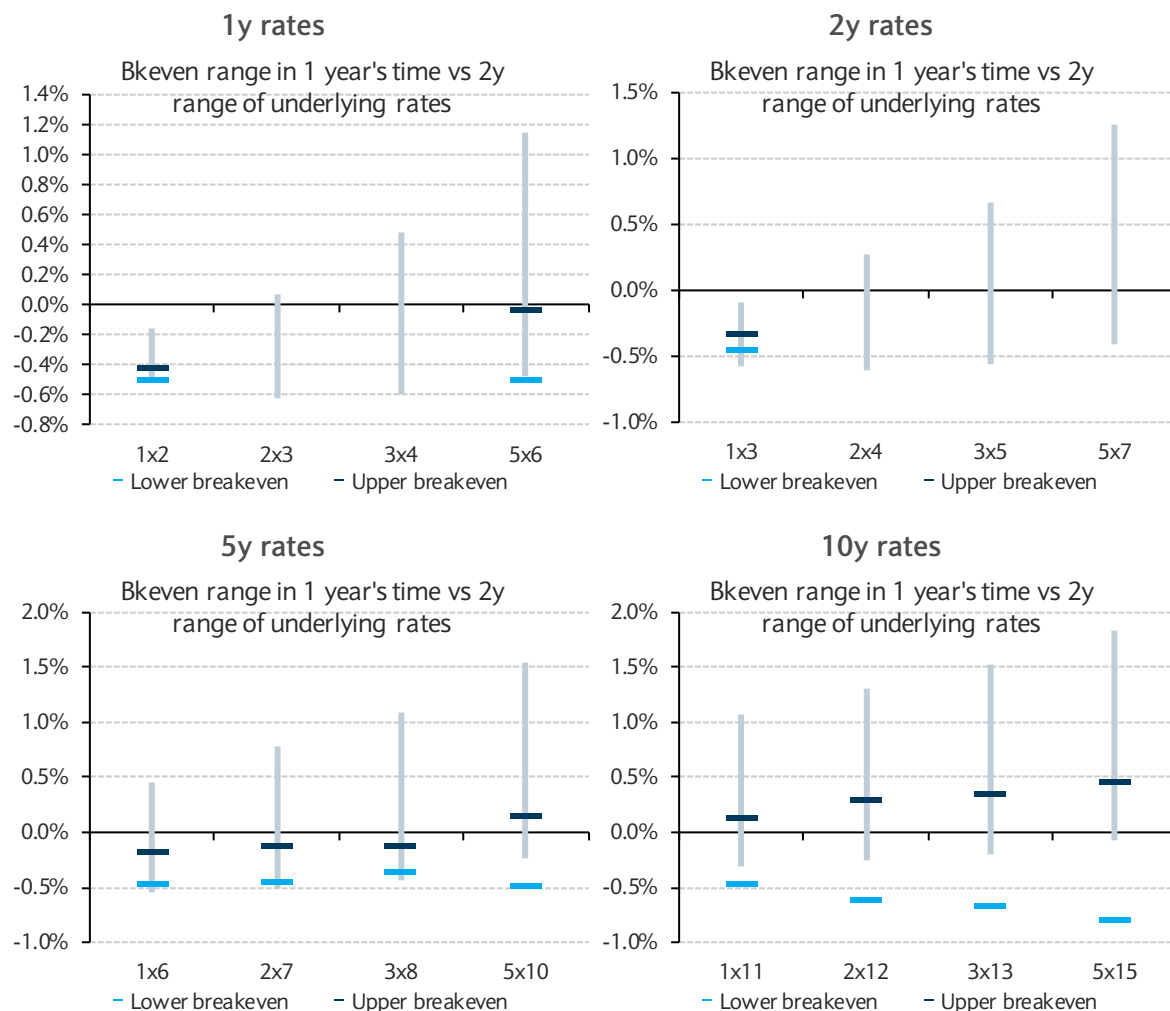 1y rates
Bkeven range in 1 year's time vs 2y
range of underlying rates
1.4%
1.2%
1.0%
0.8%
0.6%
0.4%
0.2%
0.0%
-0.2%
-0.4%
-0.6%
-0.8%
1x2 2x3 3x4 5x6
Lower breakeven Upper breakeven
2y rates
Bkeven range in 1 year's time vs 2y
range of underlying rates
1.5%
1.0%
0.5%
0.0%
-0.5%
-1.0%
1x3 2x4 3x5 5x7
Lower breakeven Upper breakeven
5y rates
Bkeven range in 1 year's time vs 2y
range of underlying rates
2.0%
1.5%
1.0%
0.5%
0.0%
-0.5%
-1.0%
1x6 2x7 3x8 5x10
Lower breakeven Upper breakeven
10y rates
Bkeven range in 1 year's time vs 2y
range of underlying rates
2.0%
1.5%
1.0%
0.5%
0.0%
-0.5%
-1.0%
1x11 2x12 3x13 5x15
Lower breakeven Upper breakeven